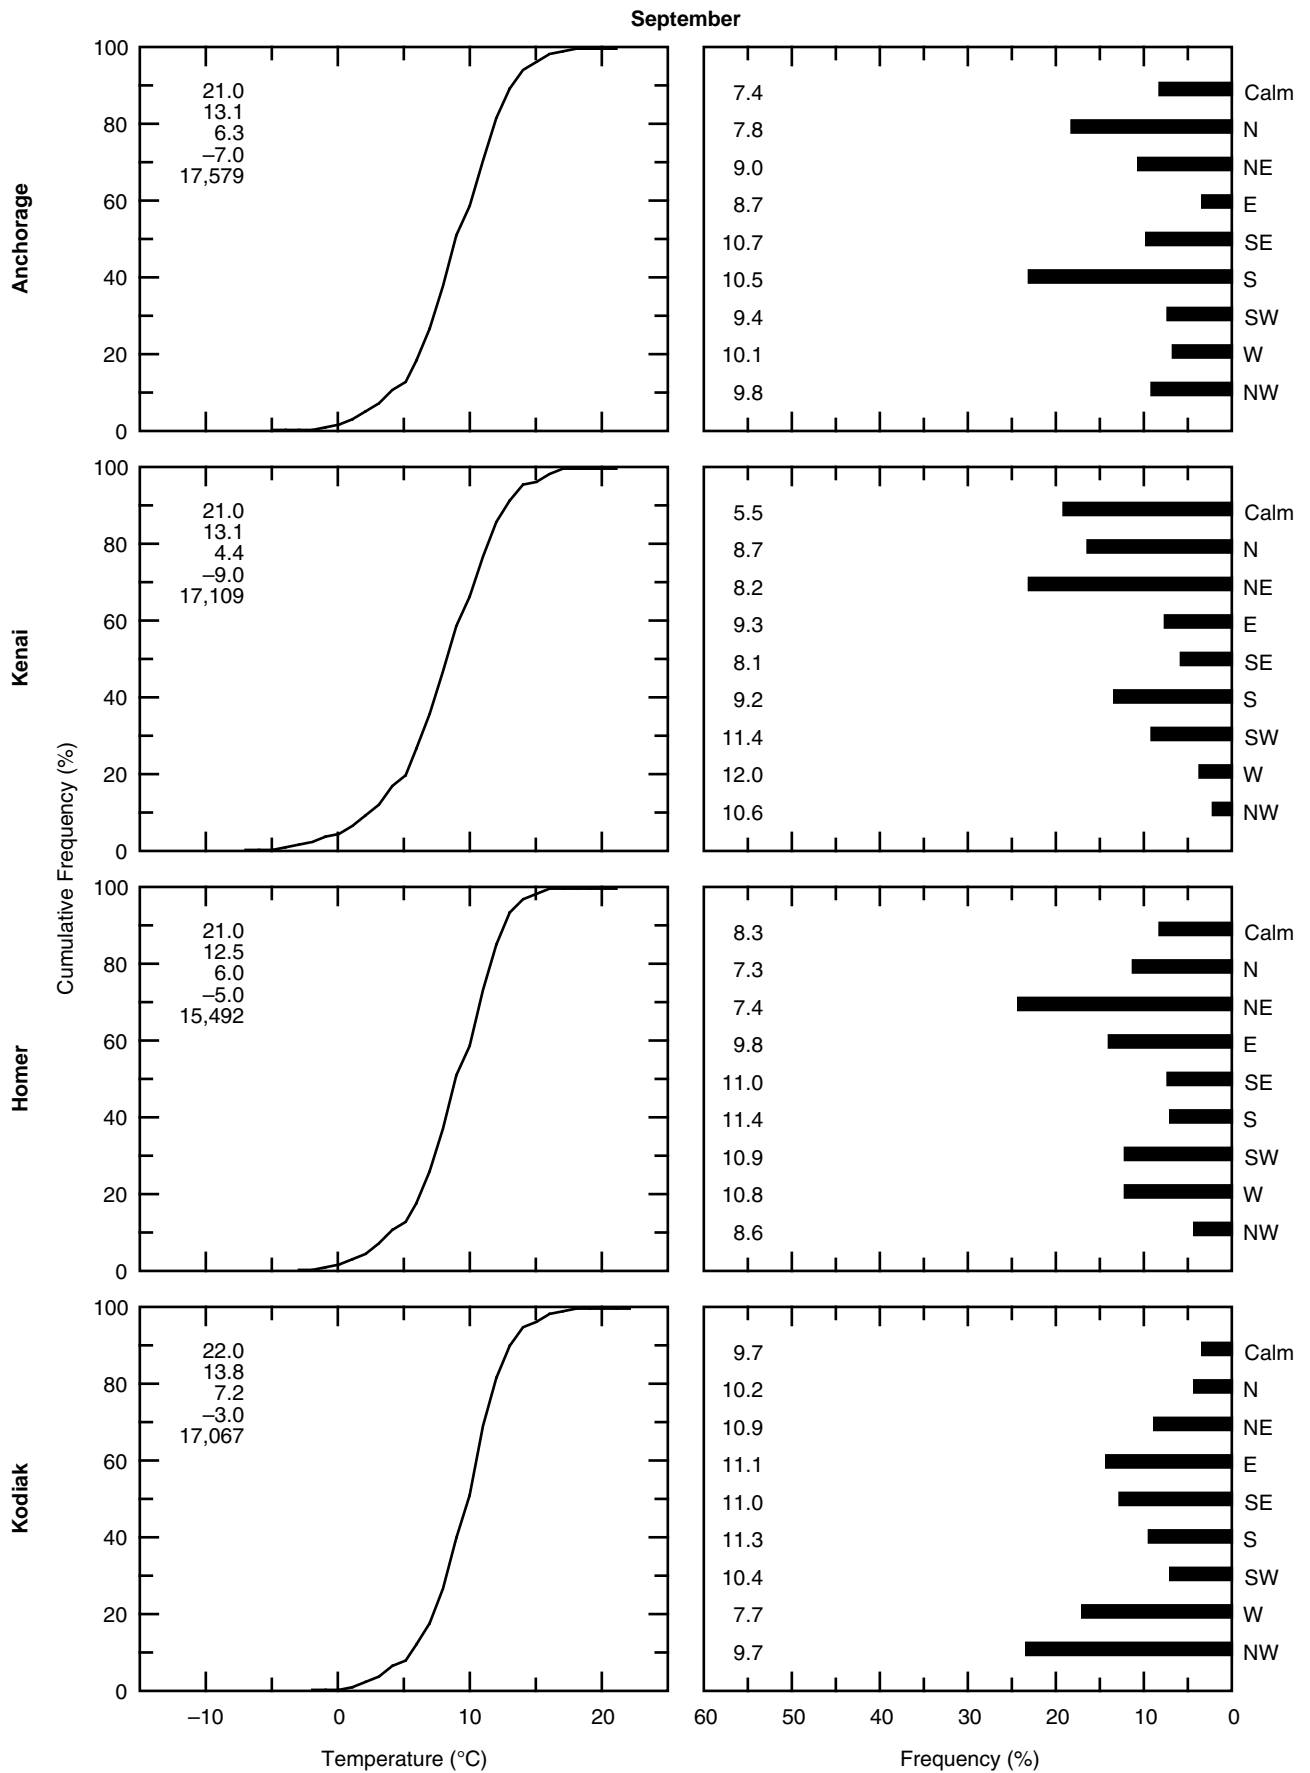 September
Anchorage
100
80
60
40
20
0
21.0
13.1
6.3
–7.0
17,579
7.4 Calm
7.8 N
9.0 NE
8.7 E
10.7 SE
10.5 S
9.4 SW
10.1 W
9.8 NW
Cumulative Frequency (%)
Kenai
100
80
60
40
20
0
21.0
13.1
4.4
–9.0
17,109
5.5 Calm
8.7 N
8.2 NE
9.3 E
8.1 SE
9.2 S
11.4 SW
12.0 W
10.6 NW
Homer
100
80
60
40
20
0
21.0
12.5
6.0
–5.0
15,492
8.3 Calm
7.3 N
7.4 NE
9.8 E
11.0 SE
11.4 S
10.9 SW
10.8 W
8.6 NW
Kodiak
100
80
60
40
20
0
22.0
13.8
7.2
–3.0
17,067
9.7 Calm
10.2 N
10.9 NE
11.1 E
11.0 SE
11.3 S
10.4 SW
7.7 W
9.7 NW
–10 0 10 20
60 50 40 30 20 10 0
Temperature (°C)
Frequency (%)